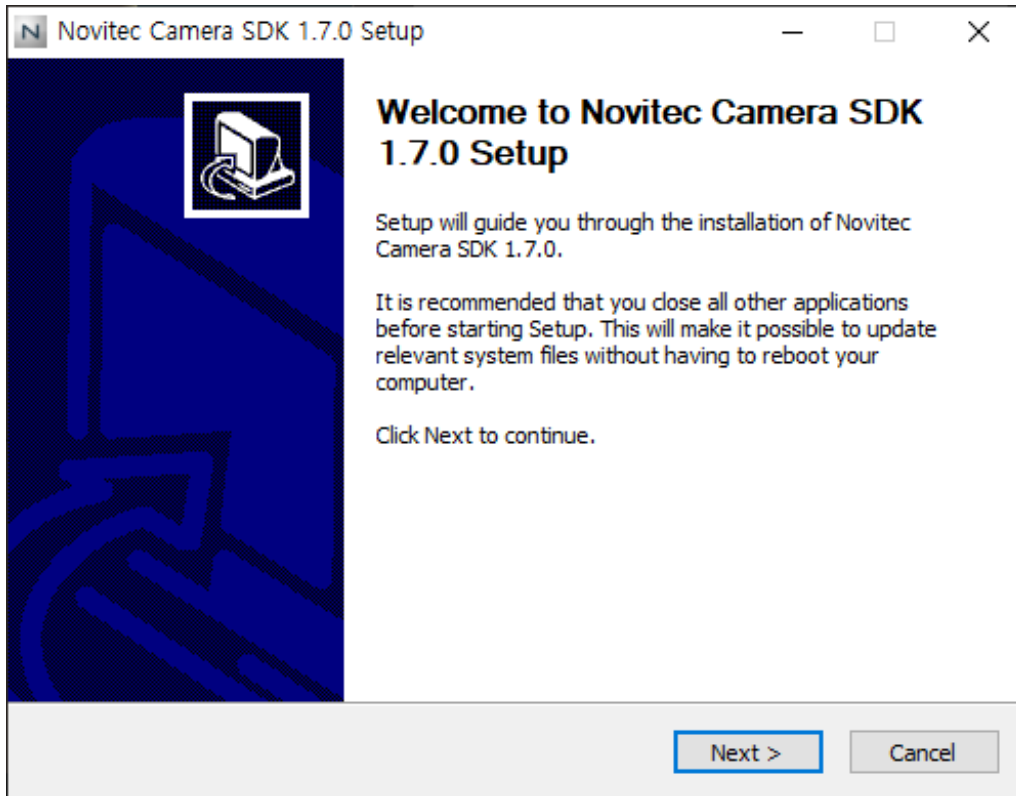 N Novitec Camera SDK 1.7.0 Setup
Welcome to Novitec Camera SDK
1.7.0 Setup
Setup will guide you through the installation of Novitec
Camera SDK 1.7.0.
It is recommended that you close all other applications
before starting Setup. This will make it possible to update
relevant system files without having to reboot your
computer.
Click Next to continue.
Next >
Cancel